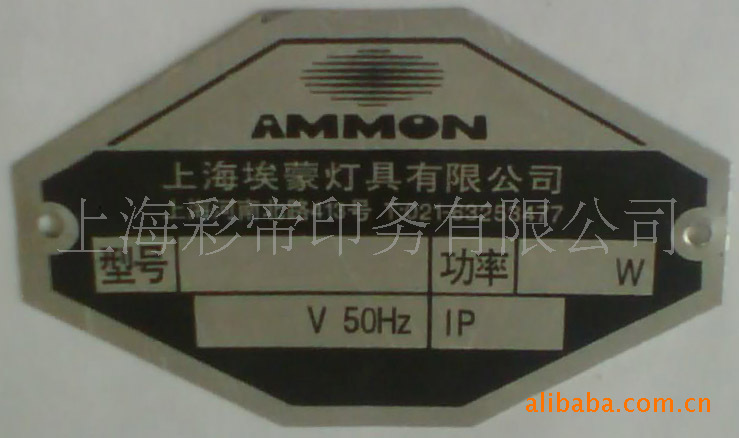 AMMON
上海埃蒙灯具有限公司
上海彩帝印务有限公司
型号 功率 W
V 50Hz IP
alibaba.com.cn